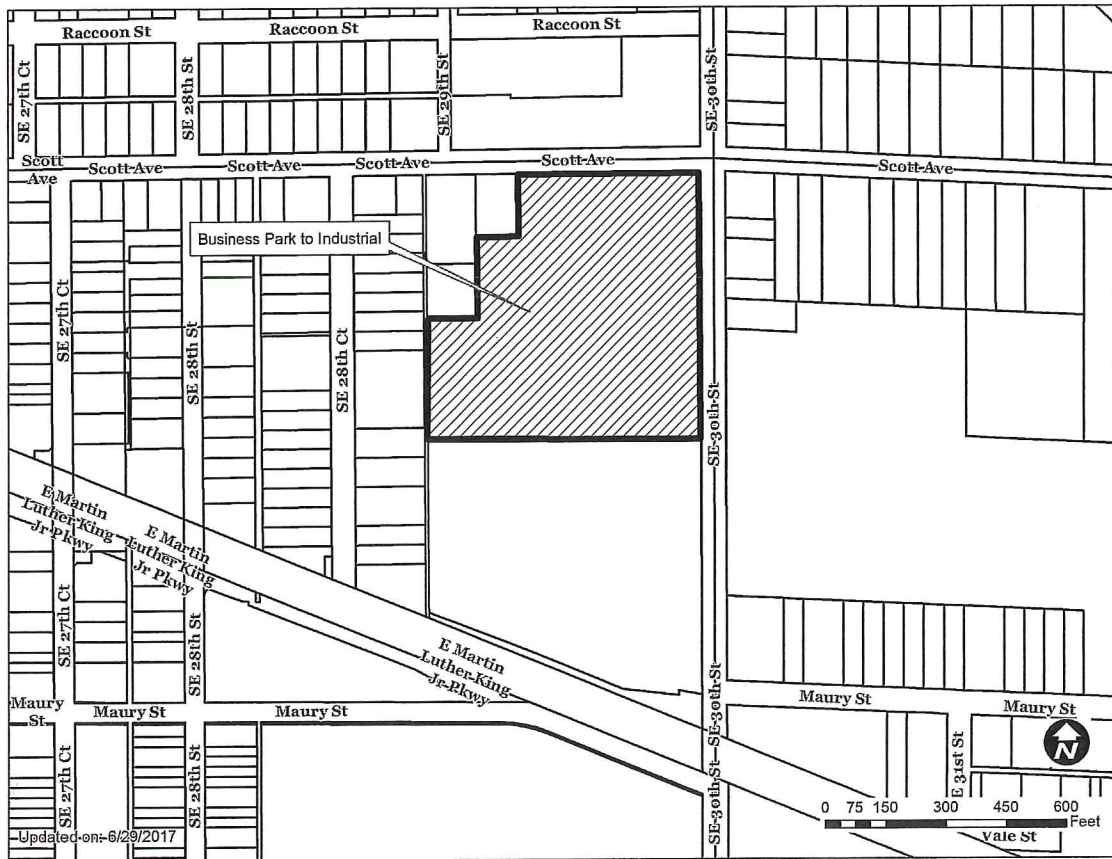 Raccoon St
Raccoon St
Raccoon St
SE 27th Ct
SE 28th St
SE 29th St
SE 30th St
Scott
Ave
Scott Ave
Scott Ave
Scott Ave
Scott Ave
Scott Ave
Business Park to Industrial
SE 27th Ct
SE 28th St
SE 28th Ct
SE 30th St
E Martin
Luther King
Jr Pkwy
E Martin
Luther King
Jr Pkwy
E Martin
Luther King
Jr Pkwy
SE 27th Ct
SE 28th St
SE 30th St
Maury
St
Maury St
Maury St
Maury St
Maury St
SE 27th Ct
SE 28th St
SE 30th St
E 31st St
N
0 75 150 300 450 600
Feet
Vale St
Updated on: 6/29/2017